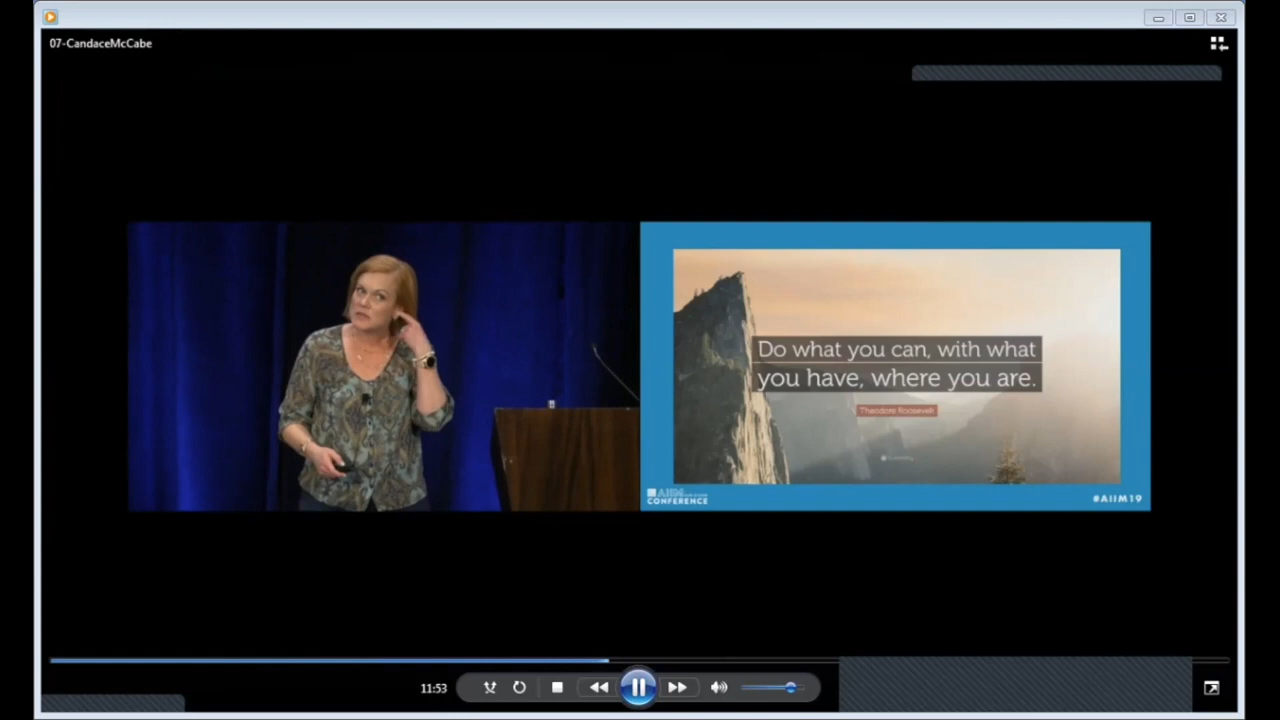 07-CandaceMcCabe
Do what you can, with what
you have, where you are.
Theodore Roosevelt
AIIM
CONFERENCE
#AIIM19
11:53